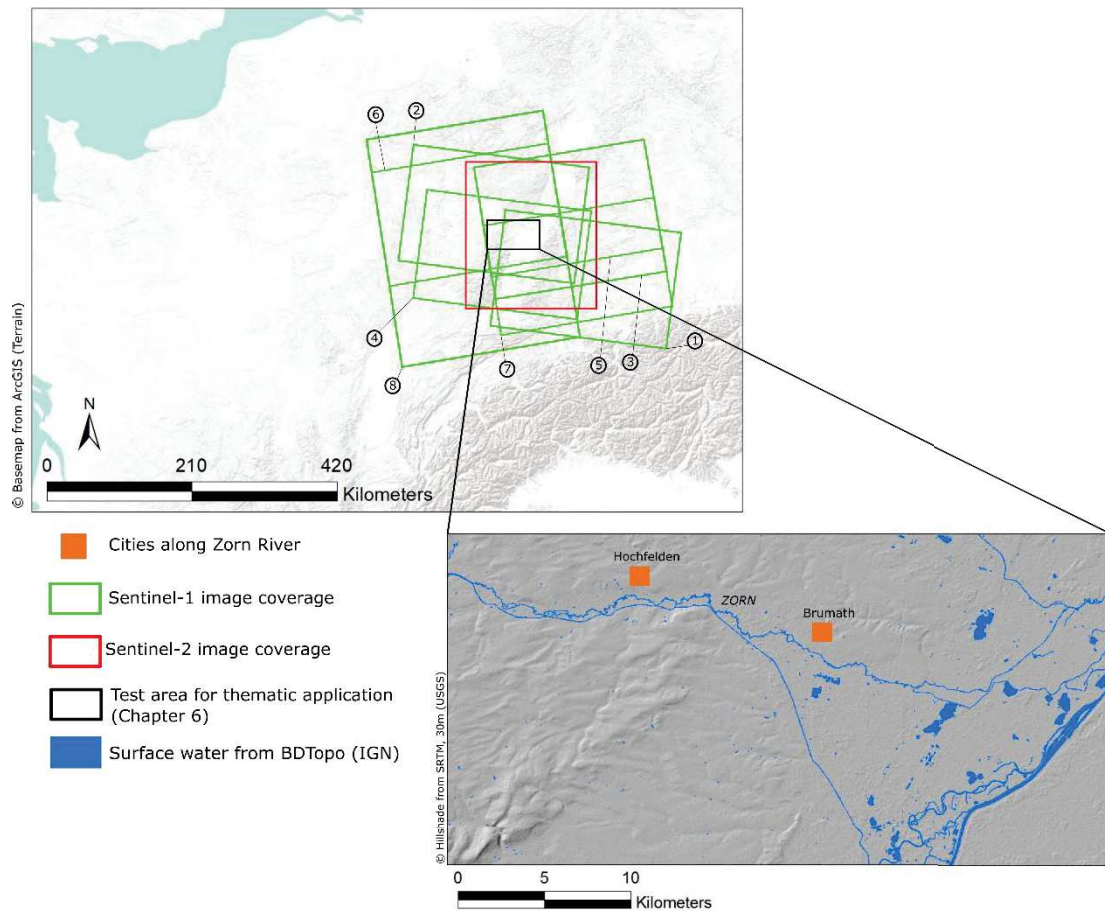 6
2
4
8
7
5
3
1
© Basemap from ArcGIS (Terrain)
N
0 210 420
Kilometers
Cities along Zorn River
Sentinel-1 image coverage
Sentinel-2 image coverage
Test area for thematic application
(Chapter 6)
Surface water from BDTopo (IGN)
Hochfelden
ZORN
Brumath
© Hillshade from SRTM, 30m (USGS)
0 5 10
Kilometers